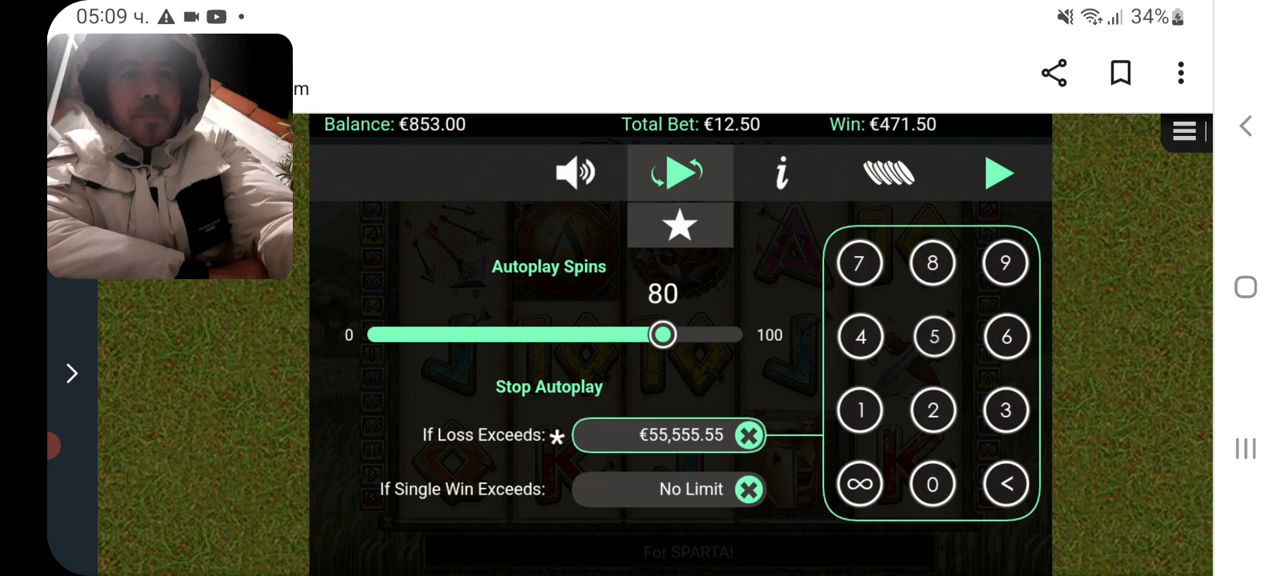 05:09 ч.
34%
m
Balance: €853.00 Total Bet: €12.50 Win: €471.50
Autoplay Spins
80
0 100
Stop Autoplay
If Loss Exceeds: * €55,555.55
If Single Win Exceeds: No Limit
7 8 9
4 5 6
1 2 3
∞ 0 <
For SPARTA!